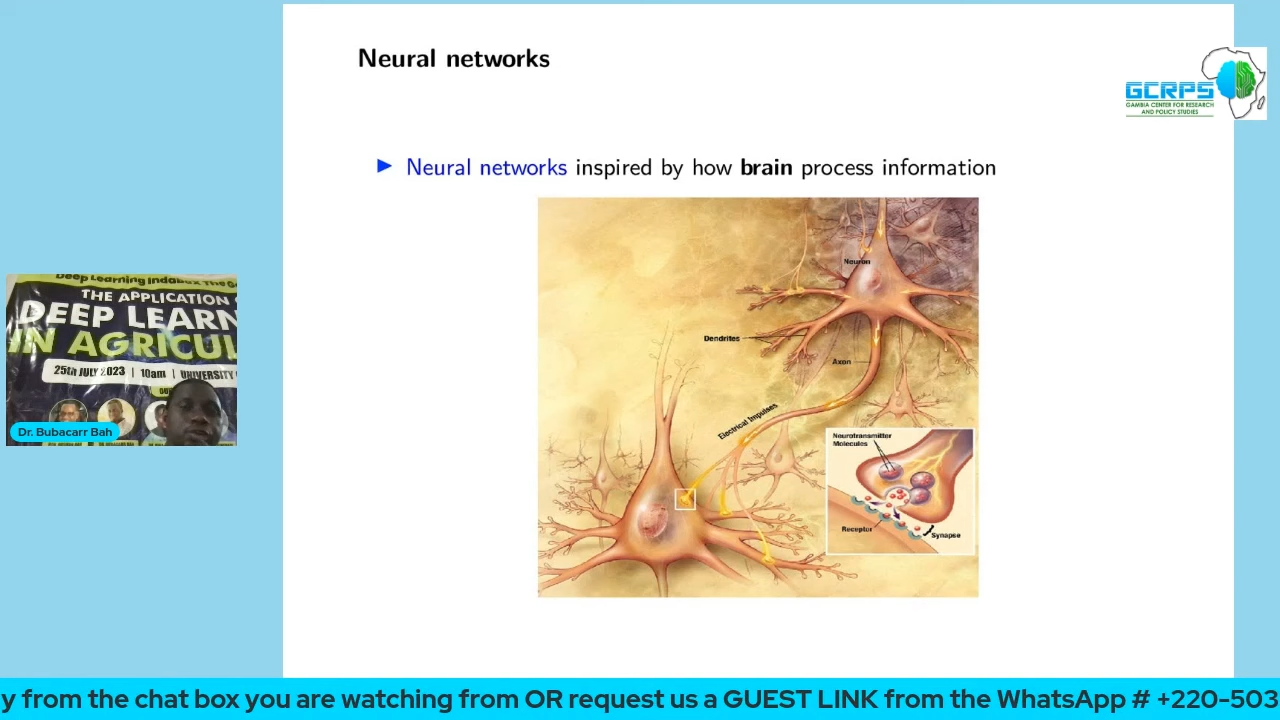 Neural networks
GCRPS
GAMBIA CENTER FOR RESEARCH
AND POLICY STUDIES
Neural networks inspired by how brain process information
Neuron
Dendrites
Axon
Electrical Impulses
Neurotransmitter
Molecules
Receptor
Synapse
Deep Learning
THE APPLICATION
DEEP LEARN
IN AGRICUL
25th JULY 2023 | 10am | UNIVERSITY
Dr. Bubacarr Bah
y from the chat box you are watching from OR request us a GUEST LINK from the WhatsApp # +220-503